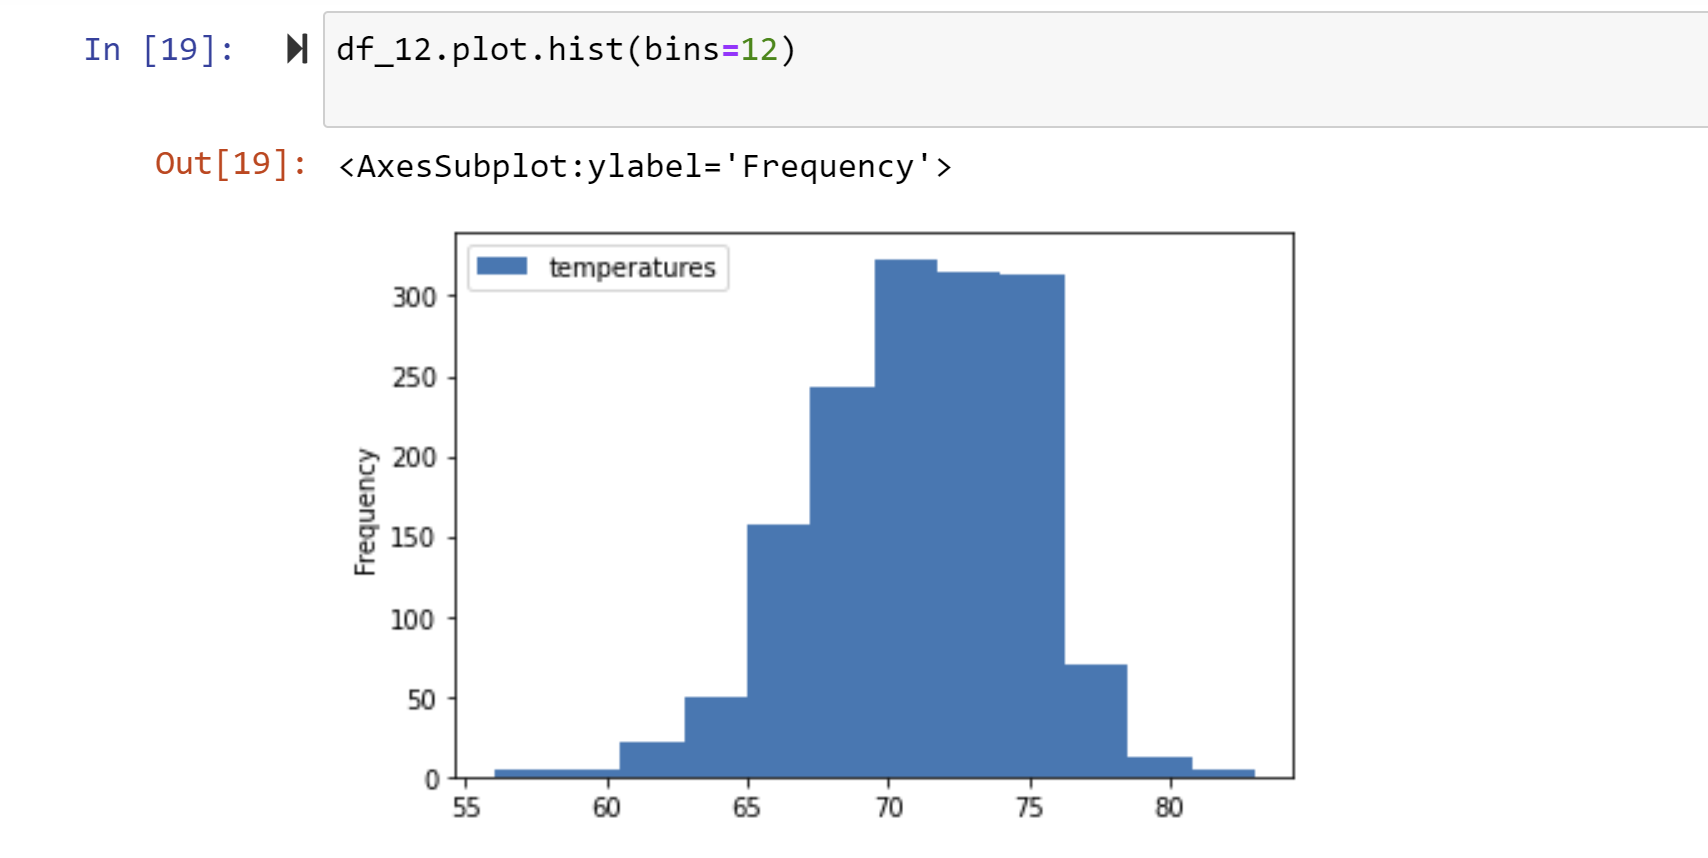 In [19]: df_12.plot.hist(bins=12)
Out[19]: <AxesSubplot:ylabel='Frequency'>
temperatures
300
250
200
150
100
50
0
Frequency
55 60 65 70 75 80